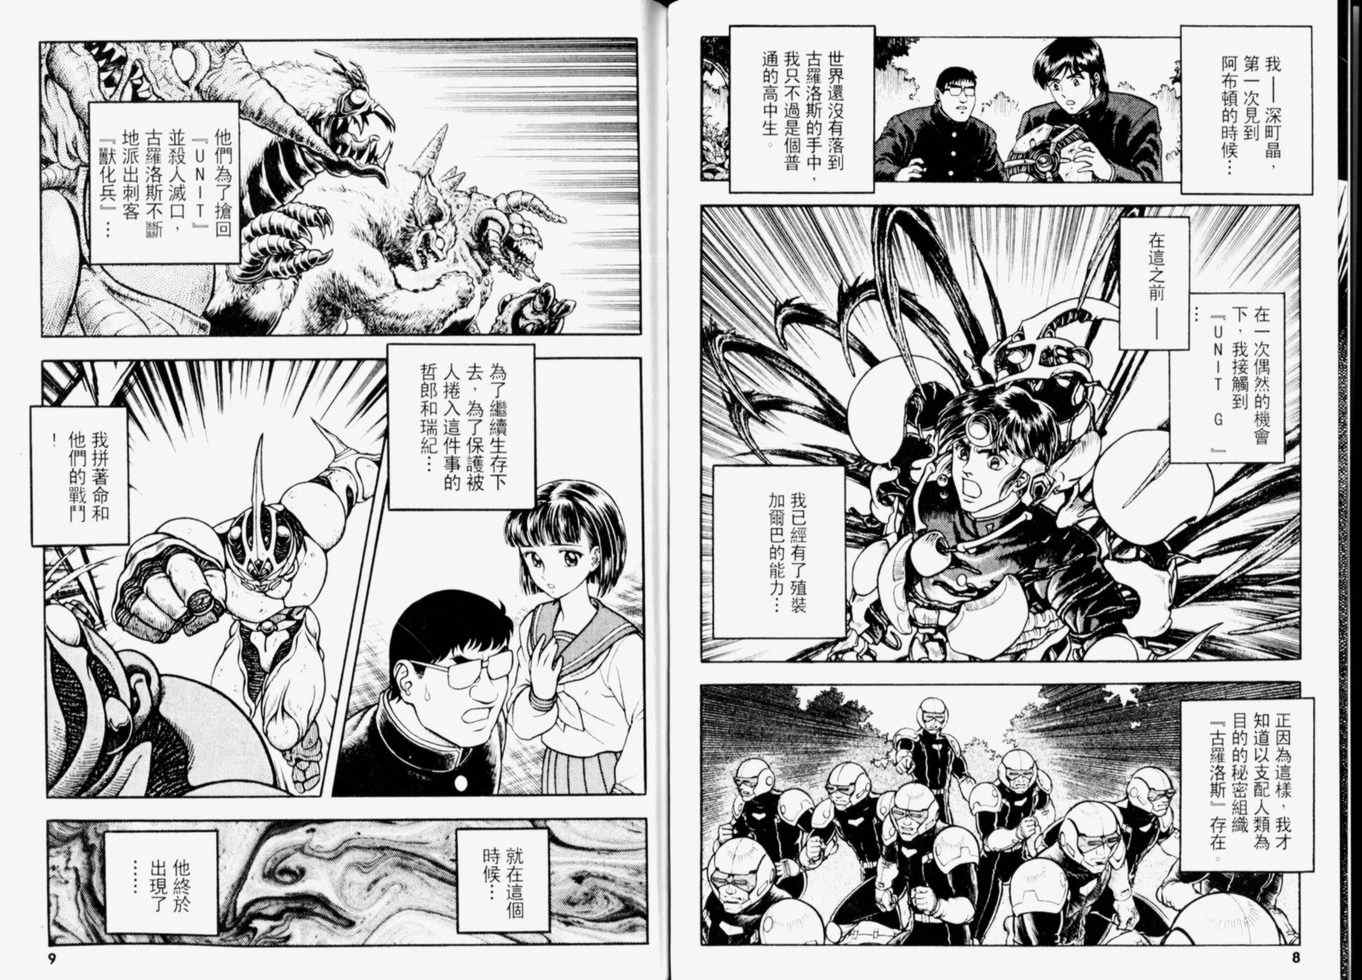 我——深町晶，
第一次見到
阿布頓的時候…
世界還沒有落到
古羅洛斯的手中，
我只不過是個普
通的高中生。
在這之前——
在一次偶然的機會
下，我接觸到
『UNIT G』
…
我已經有了殖裝
加爾巴的能力…
正因為這樣，我才
知道以支配人類為
目的的秘密組織
『古羅洛斯』存在。
8
他們為了搶回
『UNIT』
並殺人滅口，
古羅洛斯不斷
地派出刺客
『獸化兵』…
為了繼續生存下
去，為了保護被
人捲入這件事的
哲郎和瑞紀…
我拼著命和
他們的戰鬥
！
就在這個
時候…
他終於
出現了
……
9